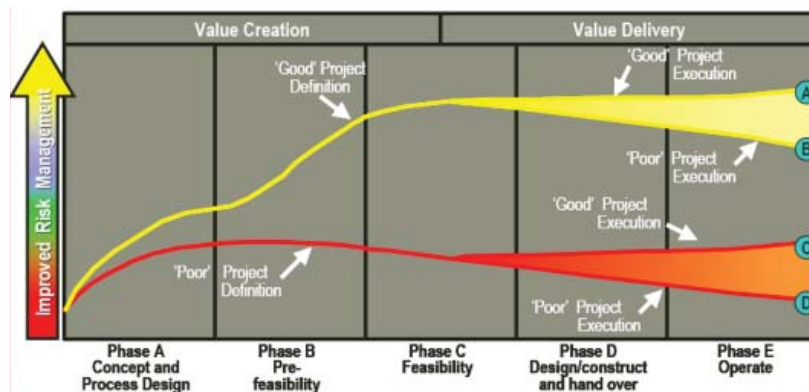 Value Creation
Value Delivery
'Good' Project
Definition
'Good' Project
Execution
A
B
'Poor' Project
Execution
'Good' Project
Execution
C
'Poor' Project
Definition
'Poor' Project
Execution
D
Improved Risk Management
Phase A
Concept and
Process Design
Phase B
Pre-
feasibility
Phase C
Feasibility
Phase D
Design/construct
and hand over
Phase E
Operate